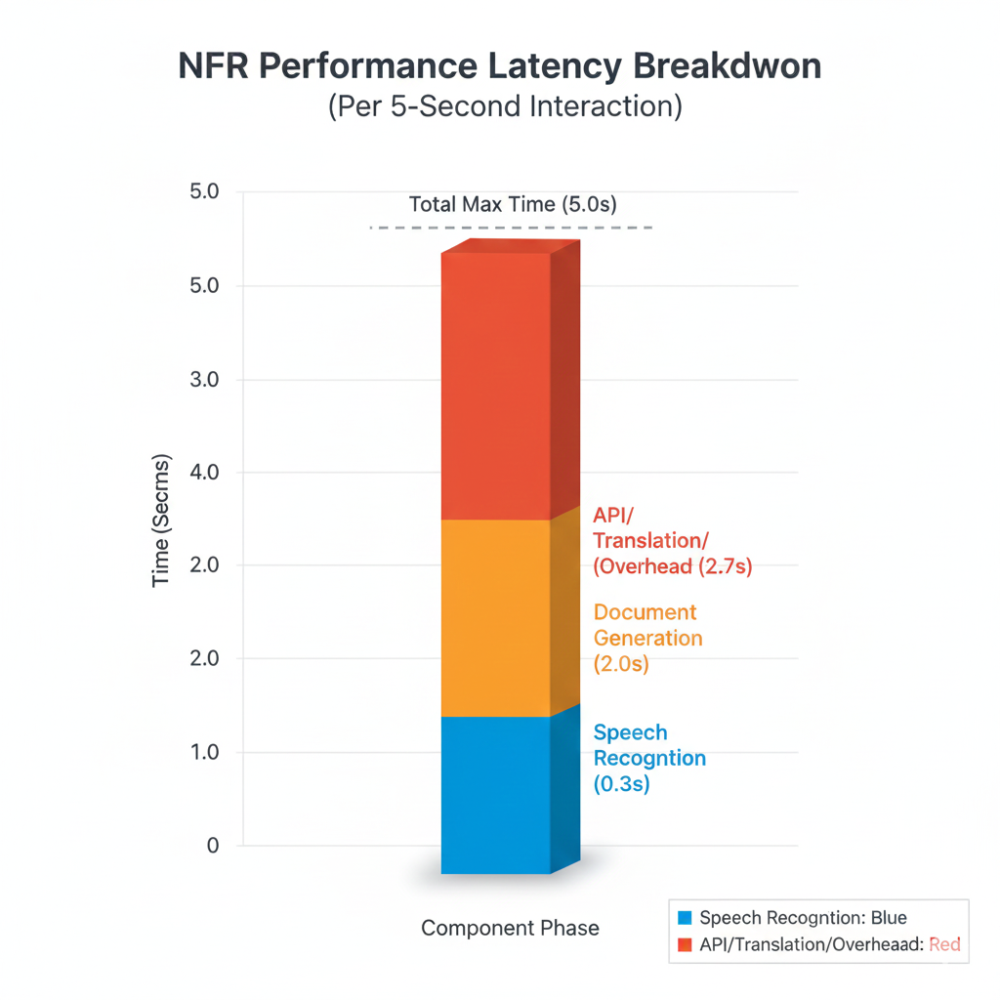 NFR Performance Latency Breakdwon
(Per 5-Second Interaction)
5.0
Total Max Time (5.0s)
5.0
3.0
4.0
2.0
2.0
1.0
0
Time (Secms)
API/
Translation/
(Overhead (2.7s)
Document
Generation
(2.0s)
Speech
Recogntion
(0.3s)
Component Phase
Speech Recogntion: Blue
API/Translation/Overheaad: Red